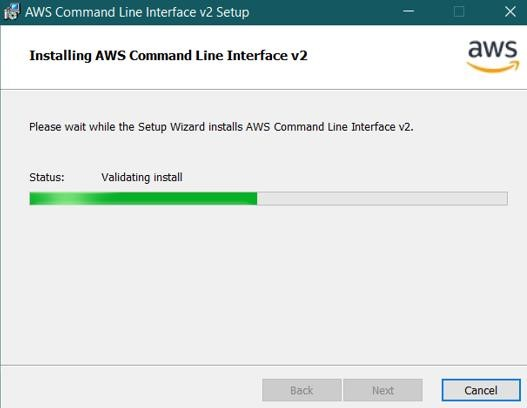 AWS Command Line Interface v2 Setup
Installing AWS Command Line Interface v2
aws
Please wait while the Setup Wizard installs AWS Command Line Interface v2.
Status: Validating install
Back Next Cancel